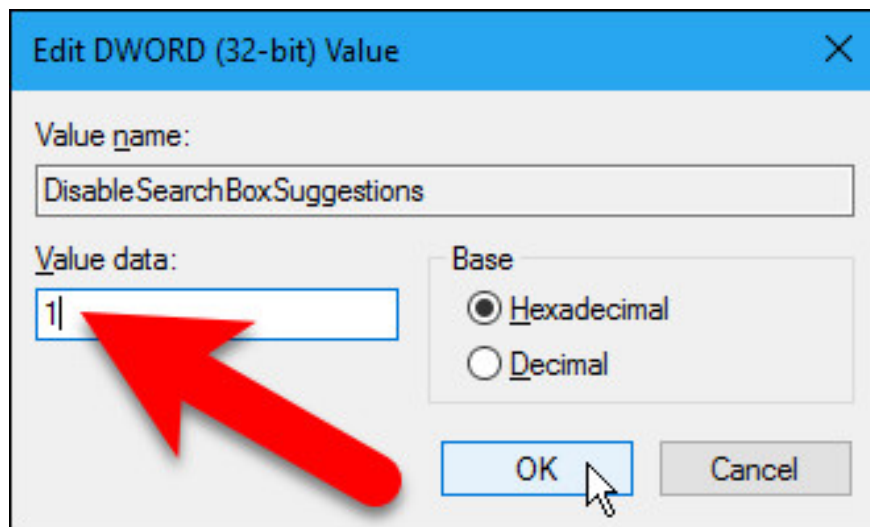 Edit DWORD (32-bit) Value
Value name:
DisableSearchBoxSuggestions
Value data:
1
Base
Hexadecimal
Decimal
OK
Cancel